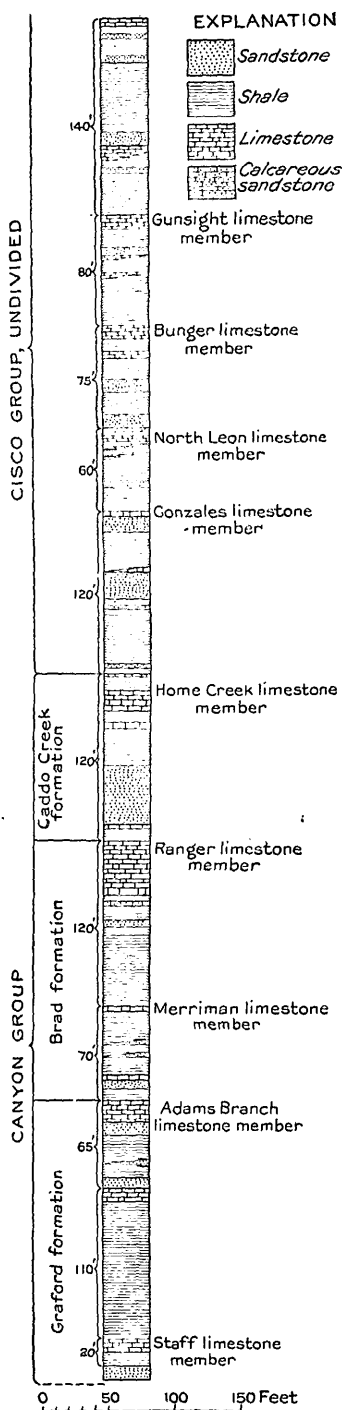 EXPLANATION
Sandstone
Shale
Limestone
Calcareous
sandstone
CISCO GROUP, UNDIVIDED
140'
Gunsight limestone
member
80'
Bunger limestone
member
75'
North Leon limestone
member
60'
Gonzales limestone
member
120'
CANYON GROUP
Caddo Creek
formation
Home Creek limestone
member
120'
Brad formation
Ranger limestone
member
120'
Merriman limestone
member
70'
Graford formation
Adams Branch
limestone member
65'
110'
Staff limestone
member
20'
0 50 100 150 Feet